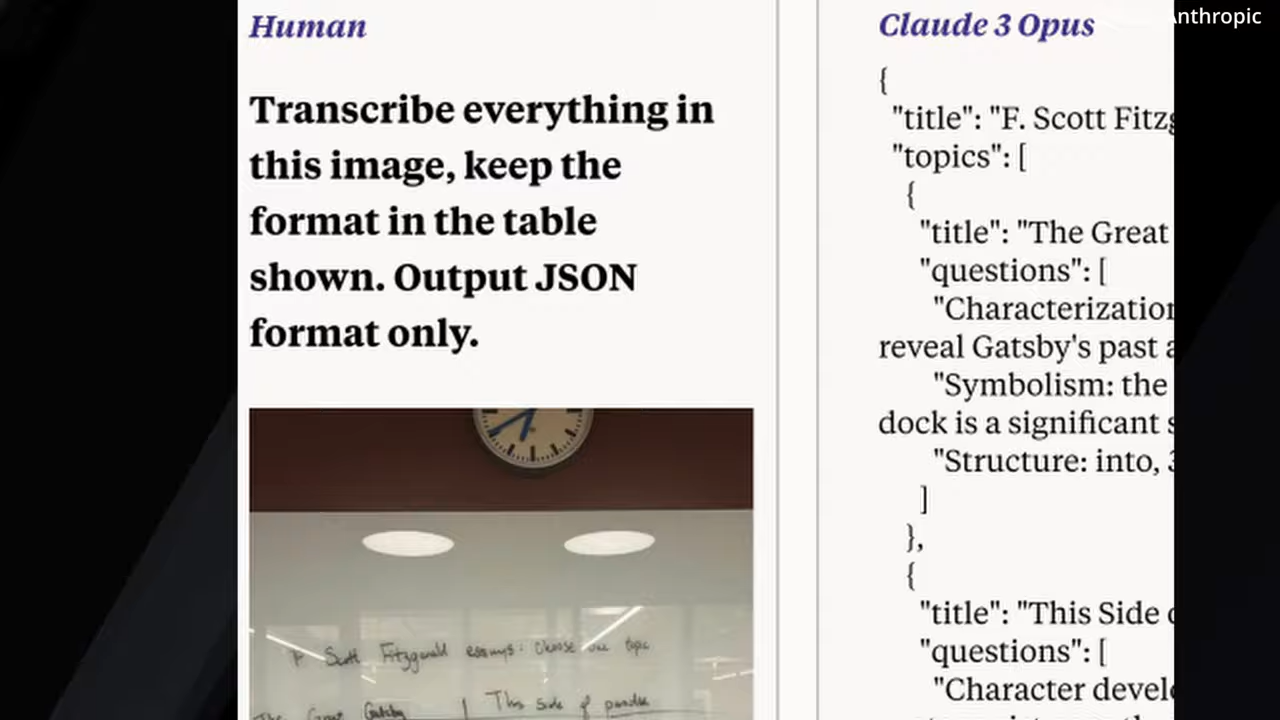 Anthropic
Human
Transcribe everything in
this image, keep the
format in the table
shown. Output JSON
format only.
F Scott Fitzgerald essays: Choose one topic
The Great Gatsby
This side of paradise
Claude 3 Opus
{
"title": "F. Scott Fitzg
"topics": [
{
"title": "The Great
"questions": [
"Characterization
reveal Gatsby's past a
"Symbolism: the
dock is a significant s
"Structure: into, 3
]
},
{
"title": "This Side o
"questions": [
"Character develo